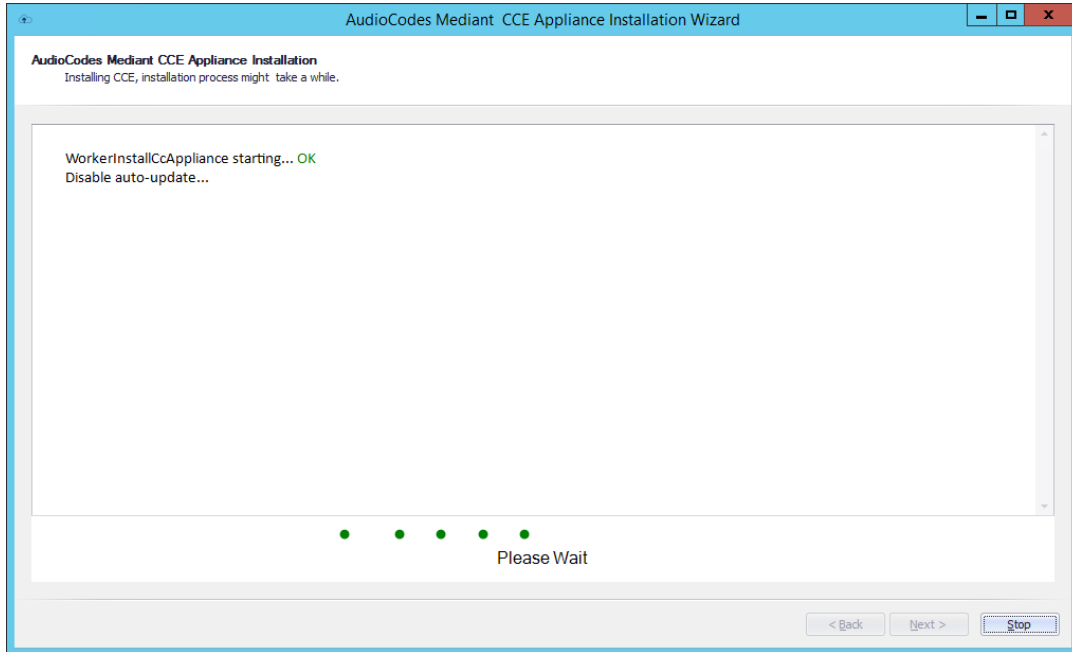 AudioCodes Mediant  CCE Appliance Installation Wizard
AudioCodes Mediant CCE Appliance Installation
Installing CCE, installation process might  take a while.
WorkerInstallCcAppliance starting... OK
Disable auto-update...
Please Wait
< Back
Next >
Stop